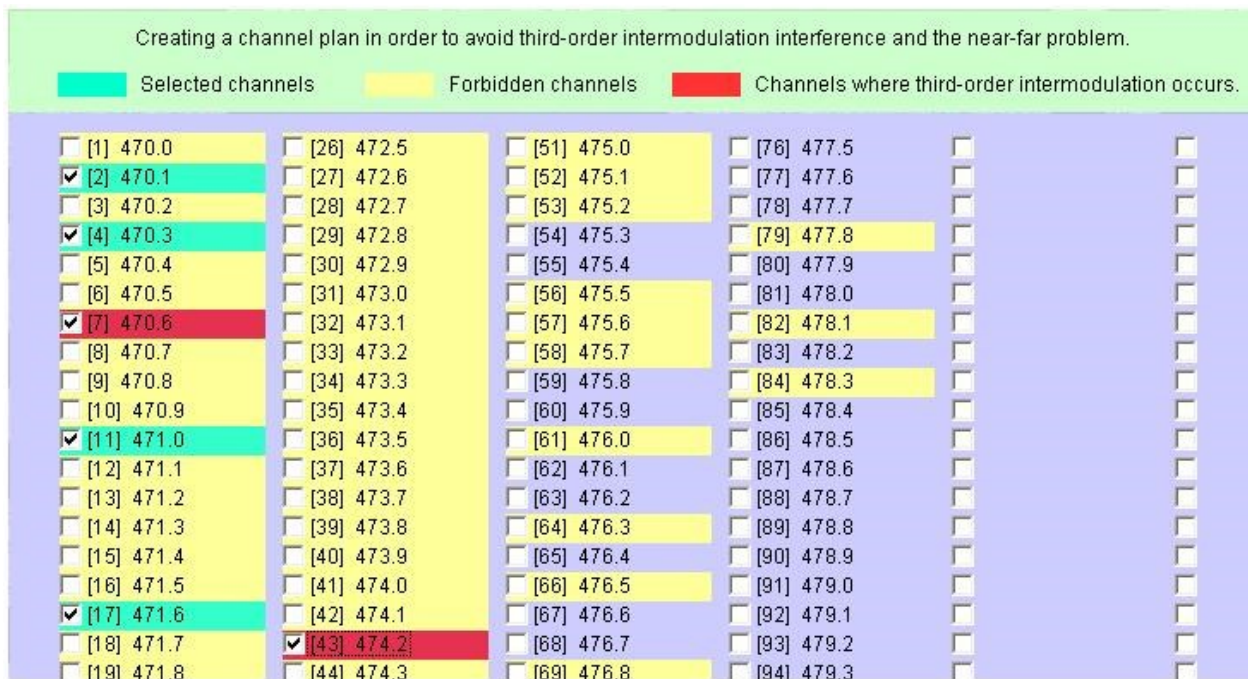 Creating a channel plan in order to avoid third-order intermodulation interference and the near-far problem.
Selected channels Forbidden channels Channels where third-order intermodulation occurs.
[1] 470.0 [26] 472.5 [51] 475.0 [76] 477.5
[2] 470.1 [27] 472.6 [52] 475.1 [77] 477.6
[3] 470.2 [28] 472.7 [53] 475.2 [78] 477.7
[4] 470.3 [29] 472.8 [54] 475.3 [79] 477.8
[5] 470.4 [30] 472.9 [55] 475.4 [80] 477.9
[6] 470.5 [31] 473.0 [56] 475.5 [81] 478.0
[7] 470.6 [32] 473.1 [57] 475.6 [82] 478.1
[8] 470.7 [33] 473.2 [58] 475.7 [83] 478.2
[9] 470.8 [34] 473.3 [59] 475.8 [84] 478.3
[10] 470.9 [35] 473.4 [60] 475.9 [85] 478.4
[11] 471.0 [36] 473.5 [61] 476.0 [86] 478.5
[12] 471.1 [37] 473.6 [62] 476.1 [87] 478.6
[13] 471.2 [38] 473.7 [63] 476.2 [88] 478.7
[14] 471.3 [39] 473.8 [64] 476.3 [89] 478.8
[15] 471.4 [40] 473.9 [65] 476.4 [90] 478.9
[16] 471.5 [41] 474.0 [66] 476.5 [91] 479.0
[17] 471.6 [42] 474.1 [67] 476.6 [92] 479.1
[18] 471.7 [43] 474.2 [68] 476.7 [93] 479.2
[19] 471.8 [44] 474.3 [69] 476.8 [94] 479.3